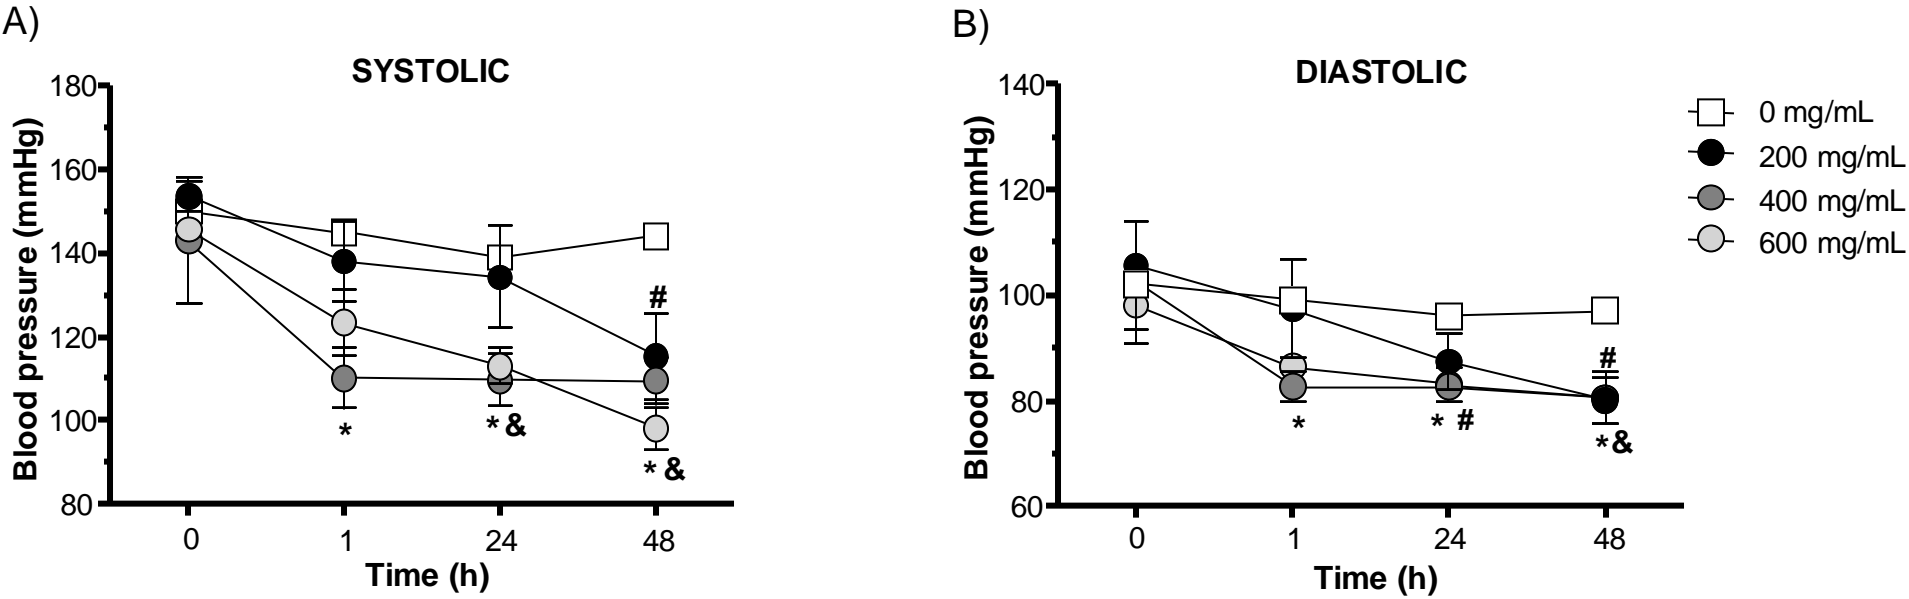 A)
SYSTOLIC
Blood pressure (mmHg)
180
160
140
120
100
80
#
*
* &
* &
0 1 24 48
Time (h)
B)
DIASTOLIC
Blood pressure (mmHg)
140
120
100
80
60
#
*
* #
* &
0 1 24 48
Time (h)
0 mg/mL
200 mg/mL
400 mg/mL
600 mg/mL